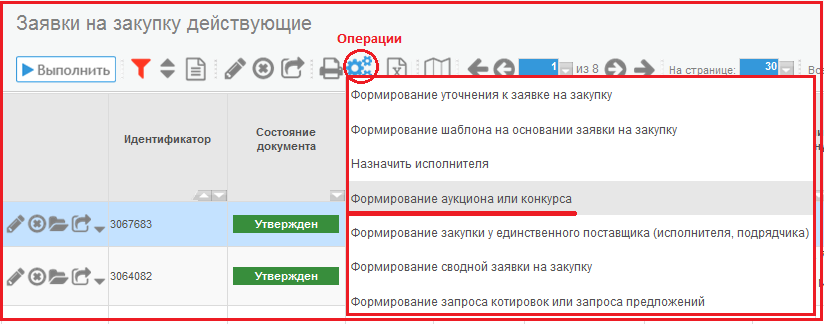 Заявки на закупку действующие
Операции
Выполнить
1 из 8
На странице: 30
Идентификатор
Состояние
документа
Формирование уточнения к заявке на закупку
Формирование шаблона на основании заявки на закупку
Назначить исполнителя
Формирование аукциона или конкурса
Формирование закупки у единственного поставщика (исполнителя, подрядчика)
Формирование сводной заявки на закупку
Формирование запроса котировок или запроса предложений
3067683 Утвержден
3064082 Утвержден